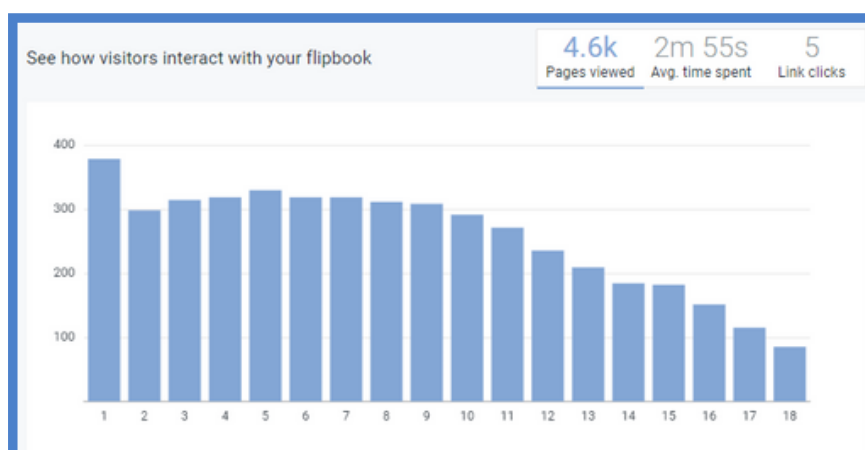 See how visitors interact with your flipbook
4.6k
Pages viewed
2m 55s
Avg. time spent
5
Link clicks
400
300
200
100
1 2 3 4 5 6 7 8 9 10 11 12 13 14 15 16 17 18